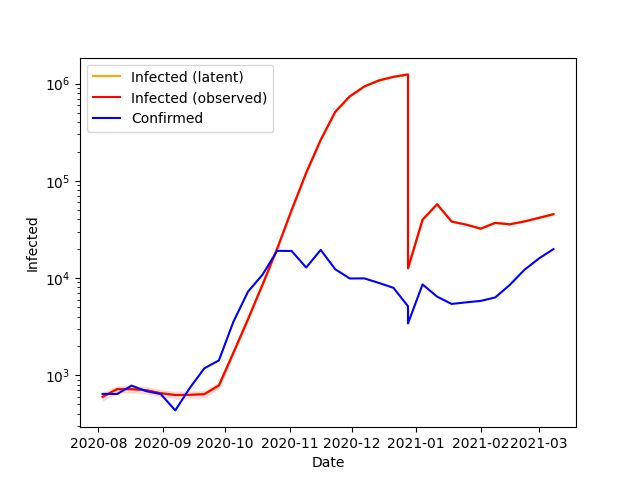 Infected (latent)
Infected (observed)
Confirmed
10^6
10^5
10^4
10^3
Infected
2020-08 2020-09 2020-10 2020-11 2020-12 2021-01 2021-02 2021-03
Date